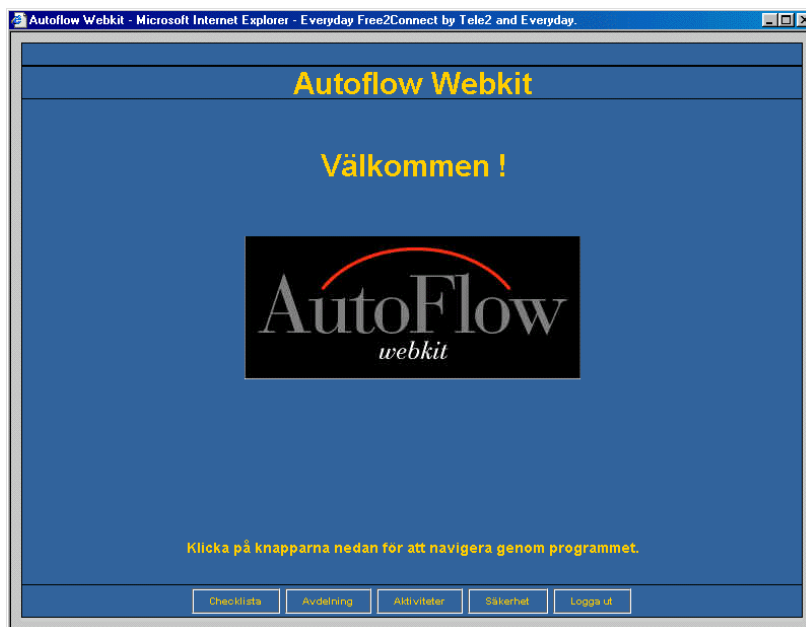 Autoflow Webkit - Microsoft Internet Explorer - Everyday Free2Connect by Tele2 and Everyday.
Autoflow Webkit
Välkommen !
AutoFlow
webkit
Klicka på knapparna nedan för att navigera genom programmet.
Checklista Avdelning Aktiviteter Säkerhet Logga ut